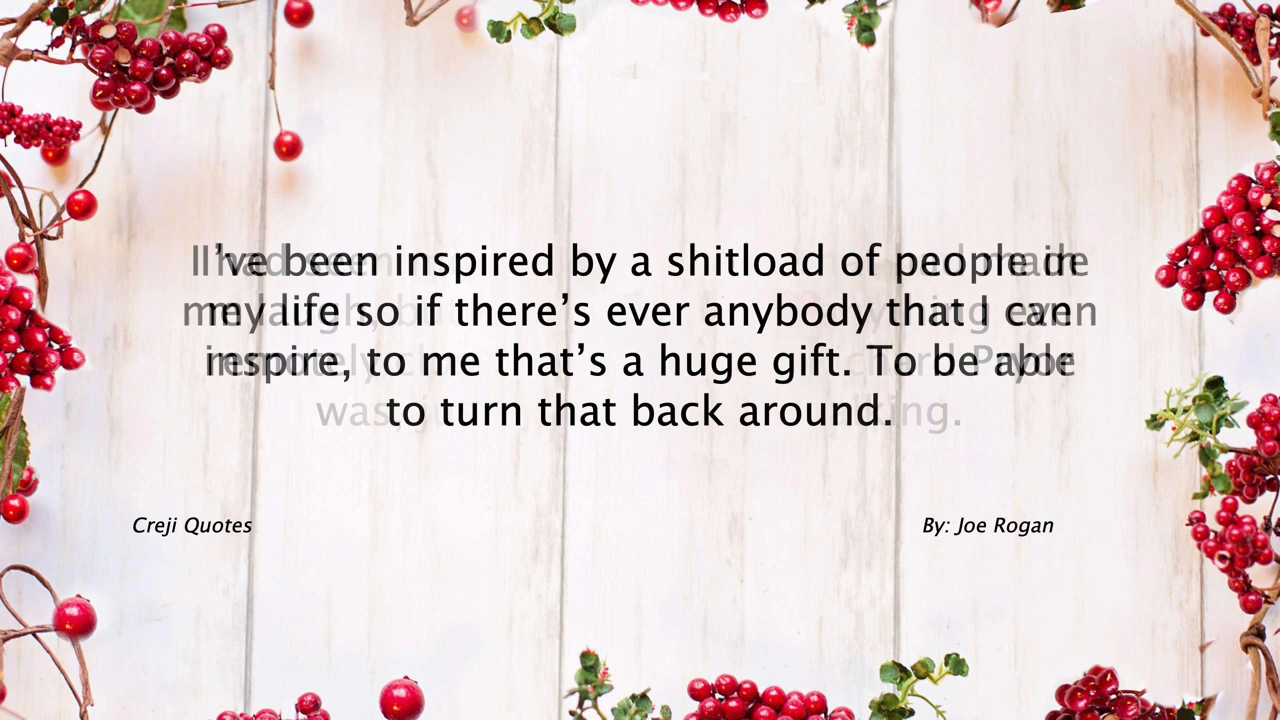 I've been inspired by a shitload of people in
my life so if there's ever anybody that I can
inspire, to me that's a huge gift. To be able
to turn that back around.
Creji Quotes
By: Joe Rogan